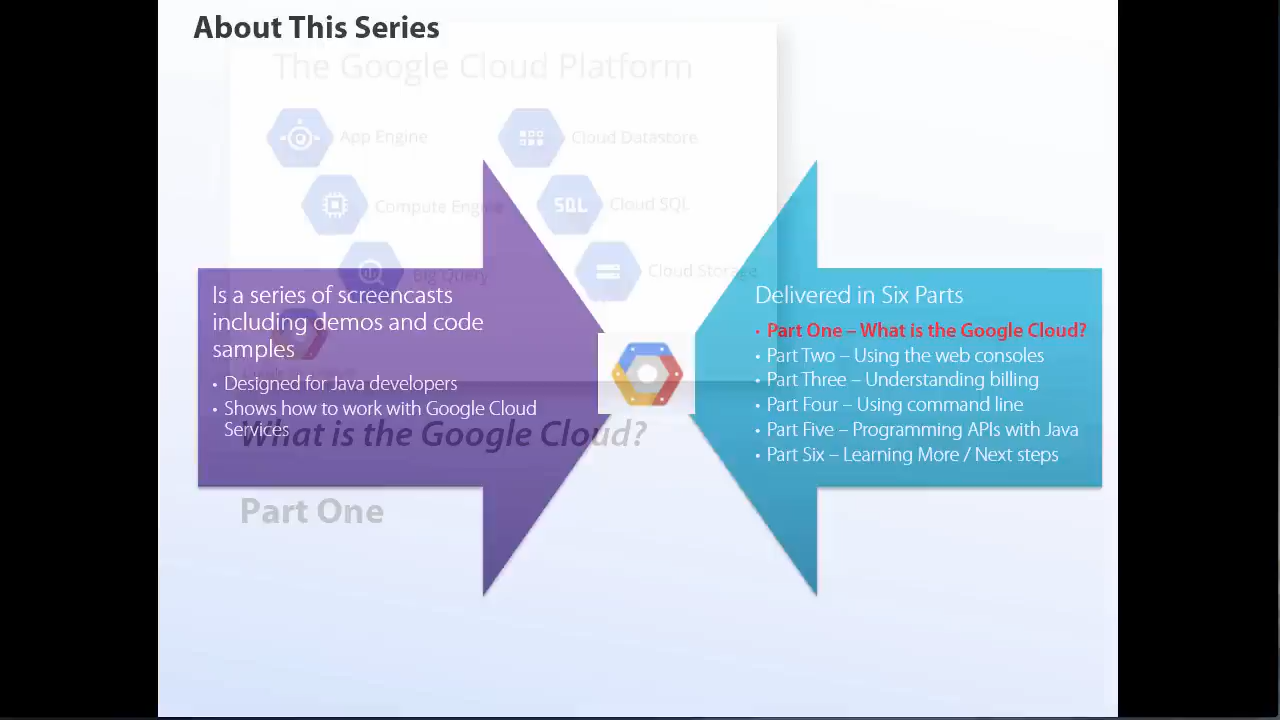 About This Series
The Google Cloud Platform
App Engine
Cloud Datastore
Compute Engine
SQL
Cloud SQL
Big Query
Cloud Storage
Is a series of screencasts
including demos and code
samples
• Designed for Java developers
• Shows how to work with Google Cloud
Services
Delivered in Six Parts
• Part One – What is the Google Cloud?
• Part Two – Using the web consoles
• Part Three – Understanding billing
• Part Four – Using command line
• Part Five – Programming APIs with Java
• Part Six – Learning More / Next steps
What is the Google Cloud?
Part One